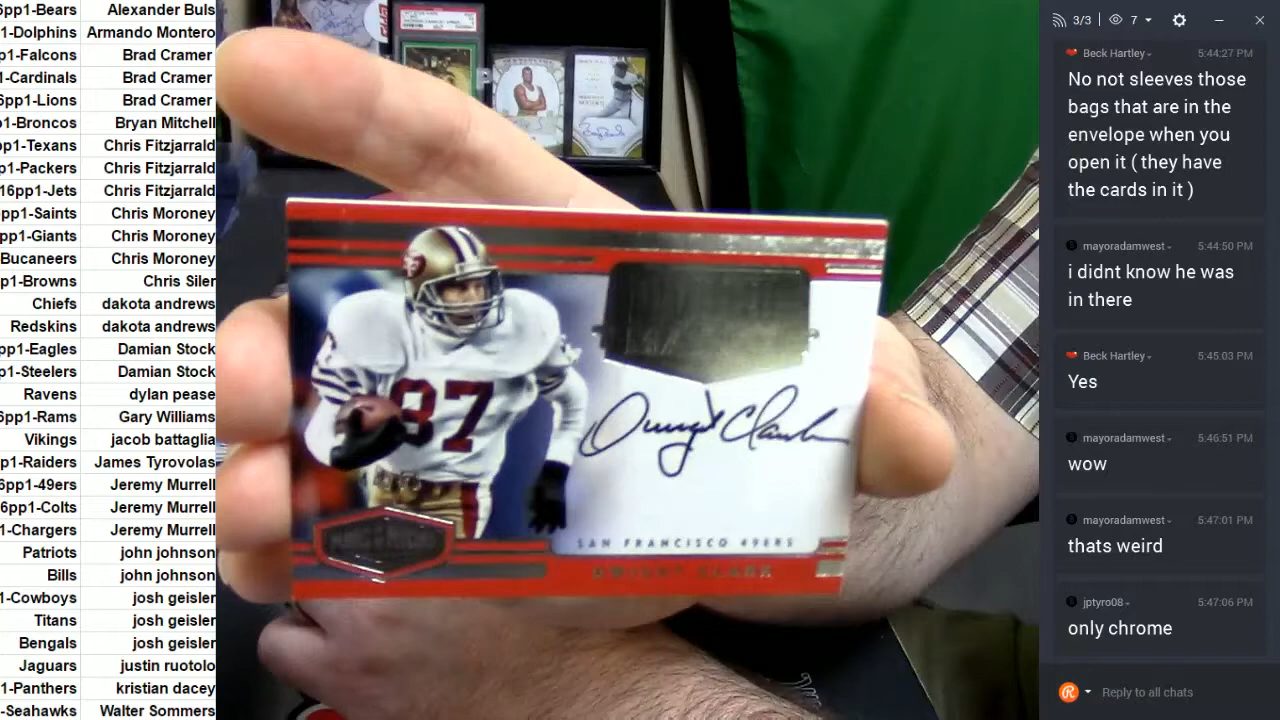 6pp1-Bears Alexander Buls
1-Dolphins Armando Montero
p1-Falcons Brad Cramer
1-Cardinals Brad Cramer
6pp1-Lions Brad Cramer
p1-Broncos Bryan Mitchell
p1-Texans Chris Fitzjarrald
p1-Packers Chris Fitzjarrald
16pp1-Jets Chris Fitzjarrald
pp1-Saints Chris Moroney
pp1-Giants Chris Moroney
Bucaneers Chris Moroney
p1-Browns Chris Siler
Chiefs dakota andrews
Redskins dakota andrews
pp1-Eagles Damian Stock
1-Steelers Damian Stock
Ravens dylan pease
6pp1-Rams Gary Williams
Vikings jacob battaglia
p1-Raiders James Tyrovolas
6pp1-49ers Jeremy Murrell
6pp1-Colts Jeremy Murrell
1-Chargers Jeremy Murrell
Patriots john johnson
Bills john johnson
1-Cowboys josh geisler
Titans josh geisler
Bengals josh geisler
Jaguars justin ruotolo
1-Panthers kristian dacey
-Seahawks Walter Sommers
87
Dwight Clark
SAN FRANCISCO 49ERS
DWIGHT CLARK
3/3 7
Beck Hartley 5:44:27 PM
No not sleeves those
bags that are in the
envelope when you
open it ( they have
the cards in it )
mayoradamwest 5:44:50 PM
i didnt know he was
in there
Beck Hartley 5:45:03 PM
Yes
mayoradamwest 5:46:51 PM
wow
mayoradamwest 5:47:01 PM
thats weird
jptyro08 5:47:06 PM
only chrome
Reply to all chats